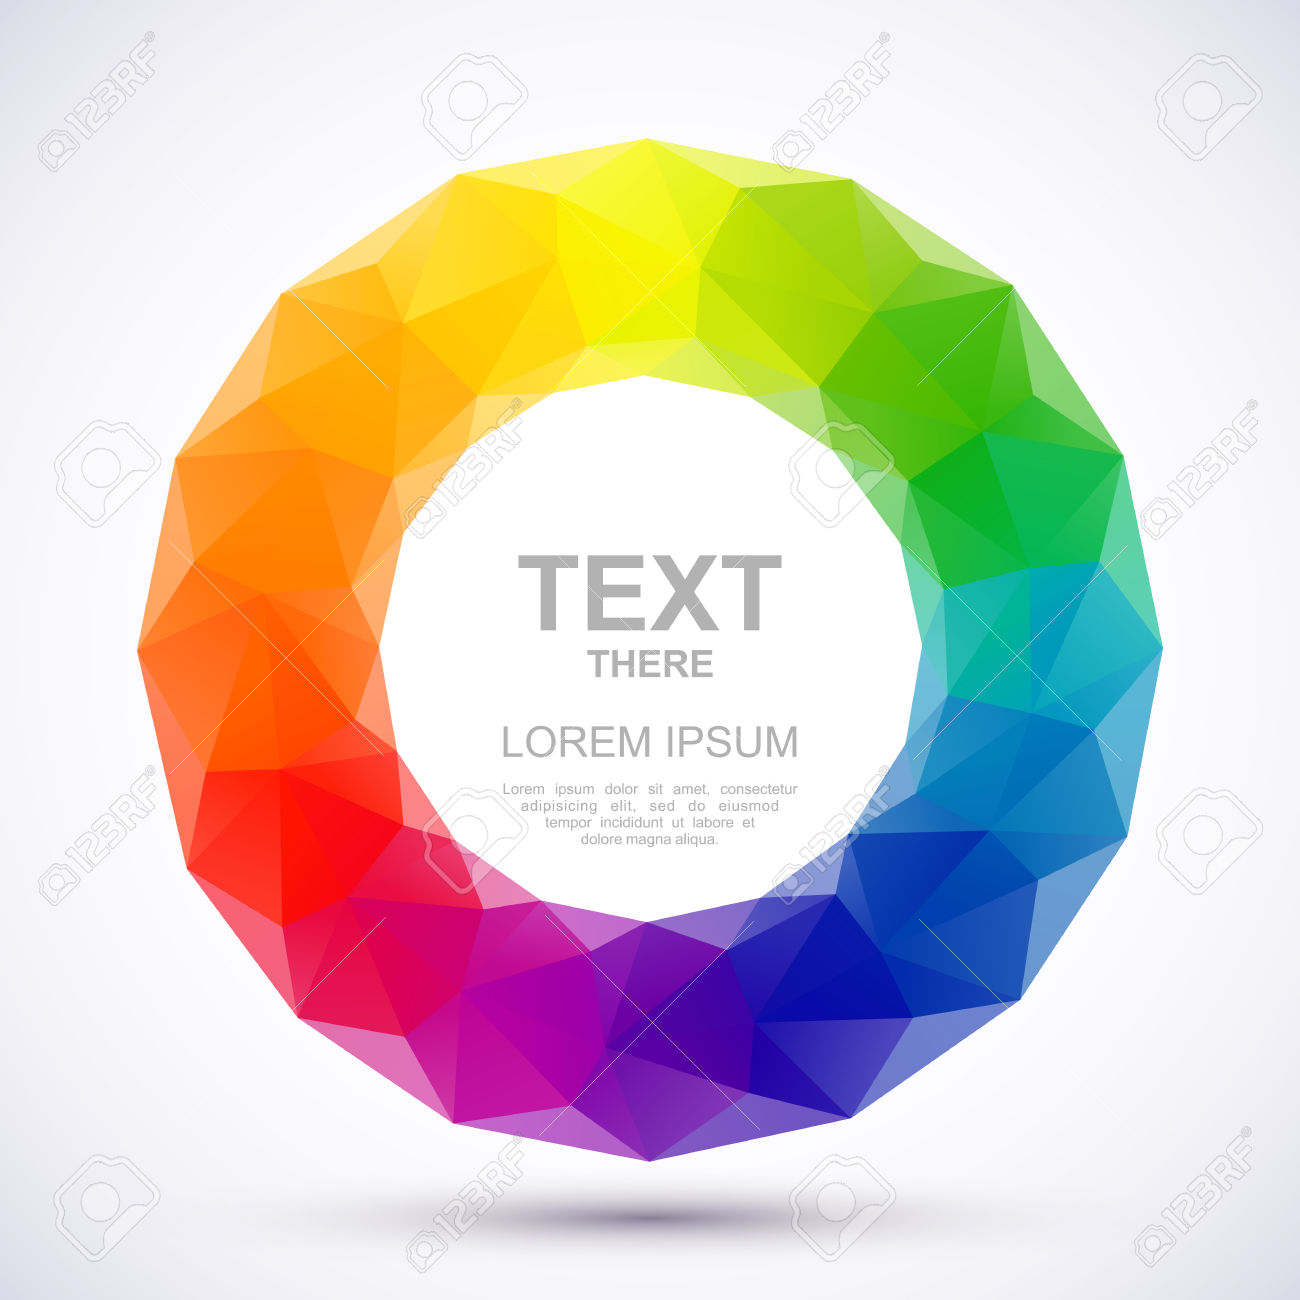 TEXT
THERE
LOREM IPSUM
Lorem ipsum dolor sit amet, consectetur
adipisicing elit, sed do eiusmod
tempor incididunt ut labore et
dolore magna aliqua.
123RF
123RF
123RF
123RF
123RF
123RF
123RF
123RF